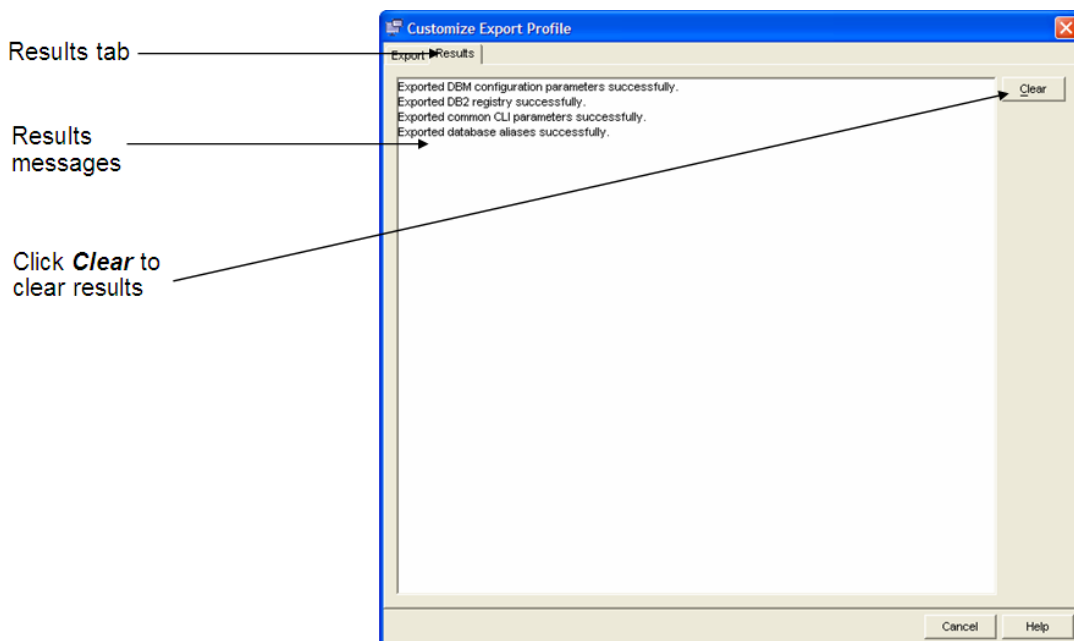 Customize Export Profile
Results tab
Export
Results
Exported DBM configuration parameters successfully.
Exported DB2 registry successfully.
Exported common CLI parameters successfully.
Exported database aliases successfully.
Clear
Results
messages
Click Clear to
clear results
Cancel
Help